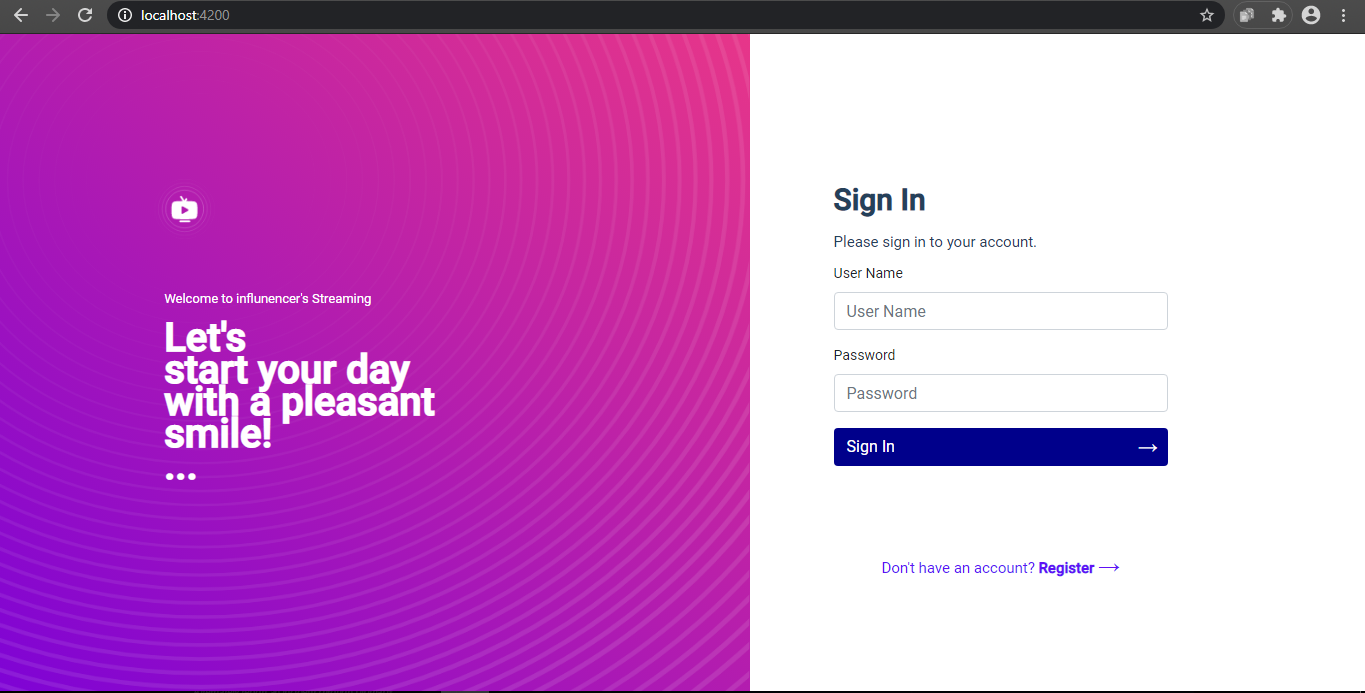 localhost:4200
Welcome to influnencer's Streaming
Let's
start your day
with a pleasant
smile!
Sign In
Please sign in to your account.
User Name
User Name
Password
Password
Sign In
Don't have an account? Register